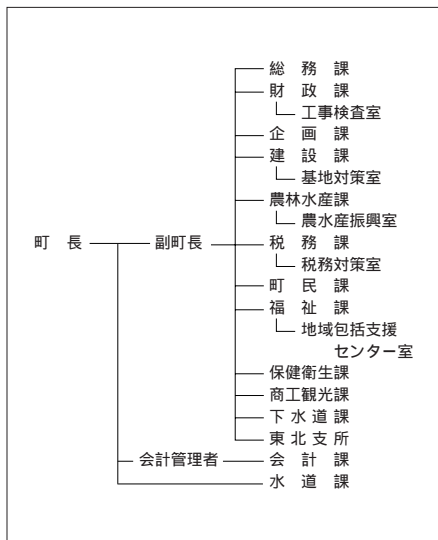 総務課
財政課
工事検査室
企画課
建設課
基地対策室
農林水産課
農水産振興室
町長 副町長 税務課
税務対策室
町民課
福祉課
地域包括支援
センター室
保健衛生課
商工観光課
下水道課
東北支所
会計管理者 会計課
水道課